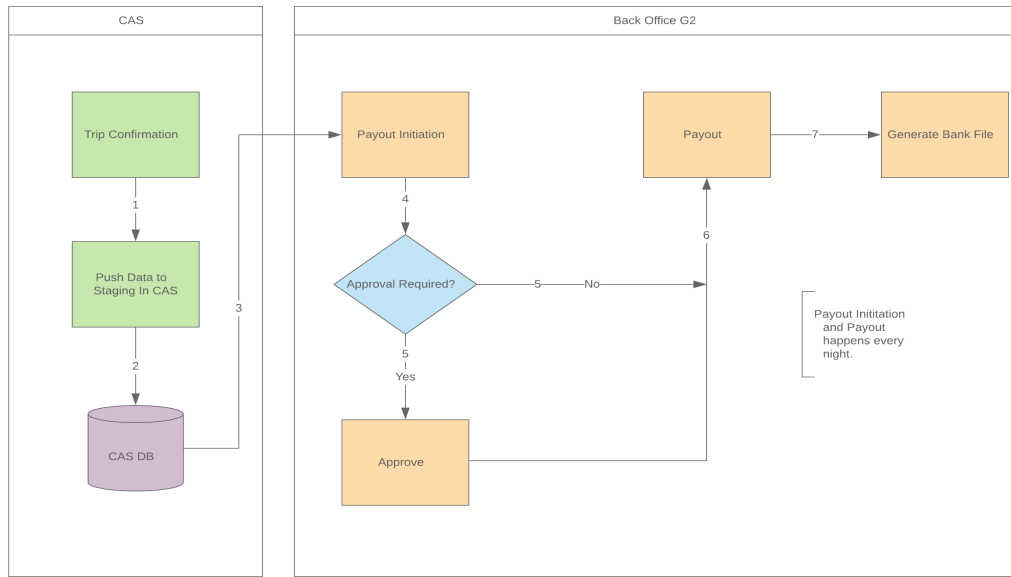 CAS
Back Office G2
Trip Confirmation
1
Push Data to
Staging In CAS
2
CAS DB
3
Payout Initiation
4
Approval Required?
5
No
5
Yes
Approve
6
Payout
7
Generate Bank File
Payout Inititation
and Payout
happens every
night.